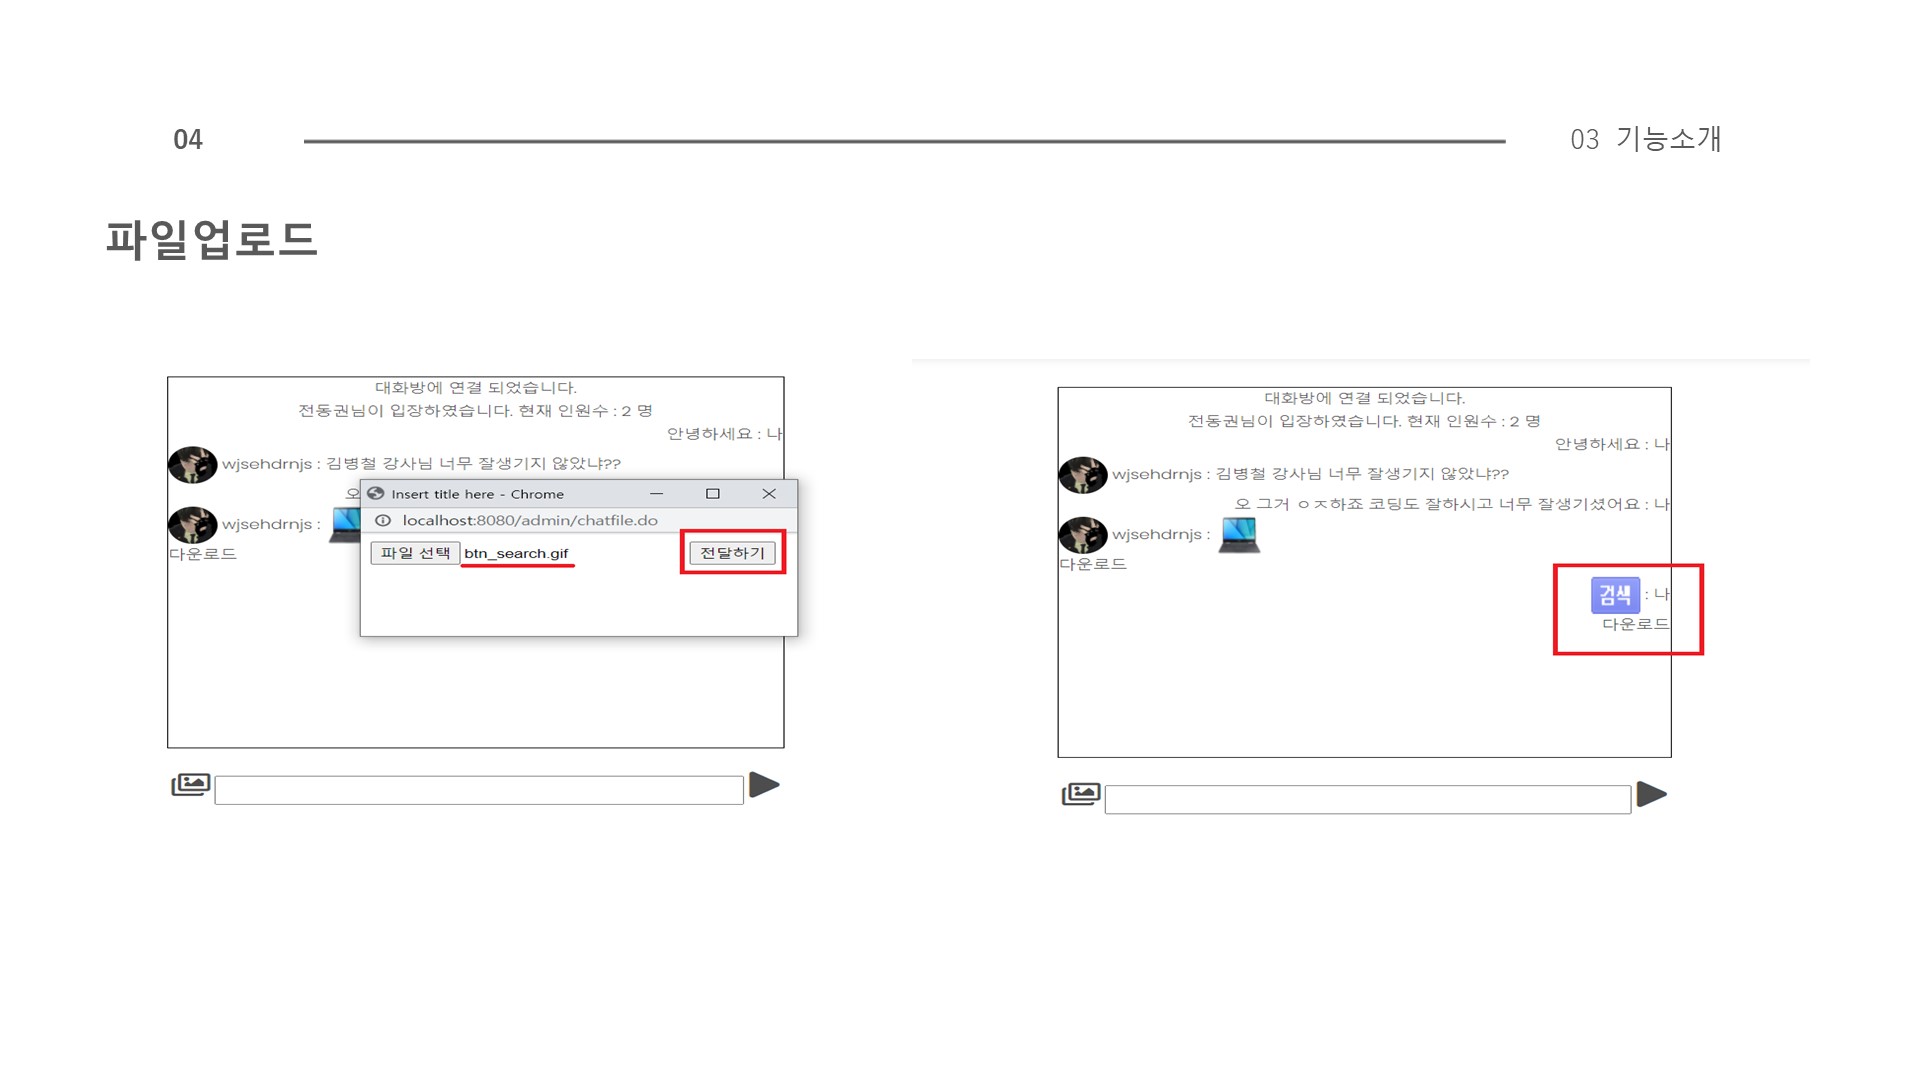 04
03 기능소개
파일업로드
대화방에 연결 되었습니다.
전동권님이 입장하였습니다. 현재 인원수 : 2 명
안녕하세요 : 나
wjsehdrnjs : 김병철 강사님 너무 잘생기지 않았냐??
오
wjsehdrnjs :
다운로드
Insert title here - Chrome
localhost:8080/admin/chatfile.do
파일 선택 btn_search.gif 전달하기
대화방에 연결 되었습니다.
전동권님이 입장하였습니다. 현재 인원수 : 2 명
안녕하세요 : 나
wjsehdrnjs : 김병철 강사님 너무 잘생기지 않았냐??
오 그거 ㅇㅈ하죠 코딩도 잘하시고 너무 잘생기셨어요 : 나
wjsehdrnjs :
다운로드
검색 : 나
다운로드